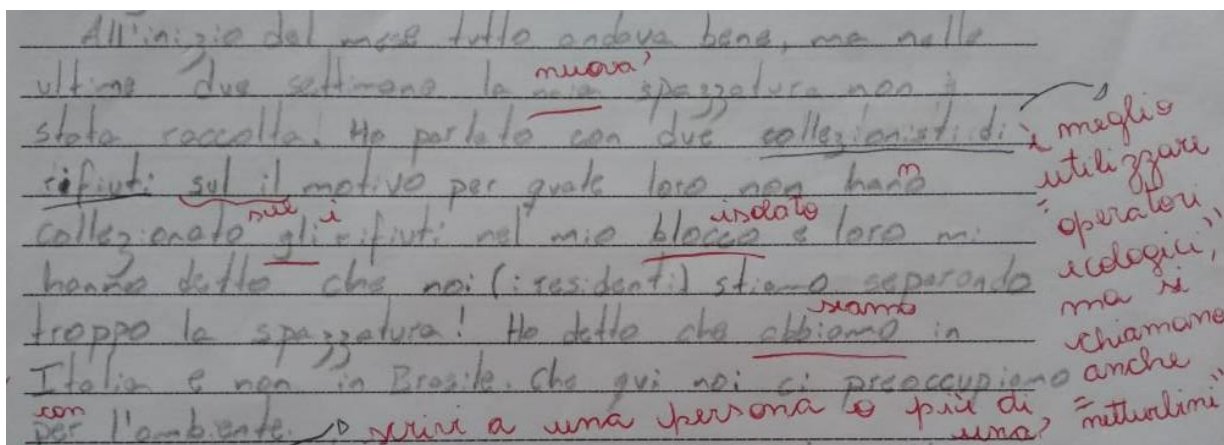 All'inizio del mese tutto andava bene, ma nelle
nuova?
ultime due settimane la mia spazzatura non è
stata raccolta. Ho parlato con due collezionisti di
rifiuti sul il motivo per quale loro non hano
n
sul i isolato
collezionato gli rifiuti nel mio blocco e loro mi
hanno detto che noi (i residenti) stiamo separando
troppo la spazzatura! Ho detto che abbiamo in
siamo
Italia e non in Brasile. Che qui noi ci preoccupiamo
con
per l'ambiente.
scrivi a una persona o più di una?
è meglio
utilizzare
"operatori
ecologici",
ma si
chiamano
anche
"netturbini"